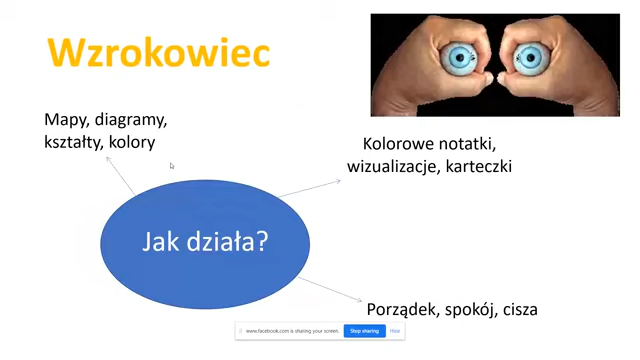 Wzrokowiec
Mapy, diagramy,
kształty, kolory
Kolorowe notatki,
wizualizacje, karteczki
Jak działa?
Porządek, spokój, cisza
www.facebook.com is sharing your screen. Stop sharing Hide